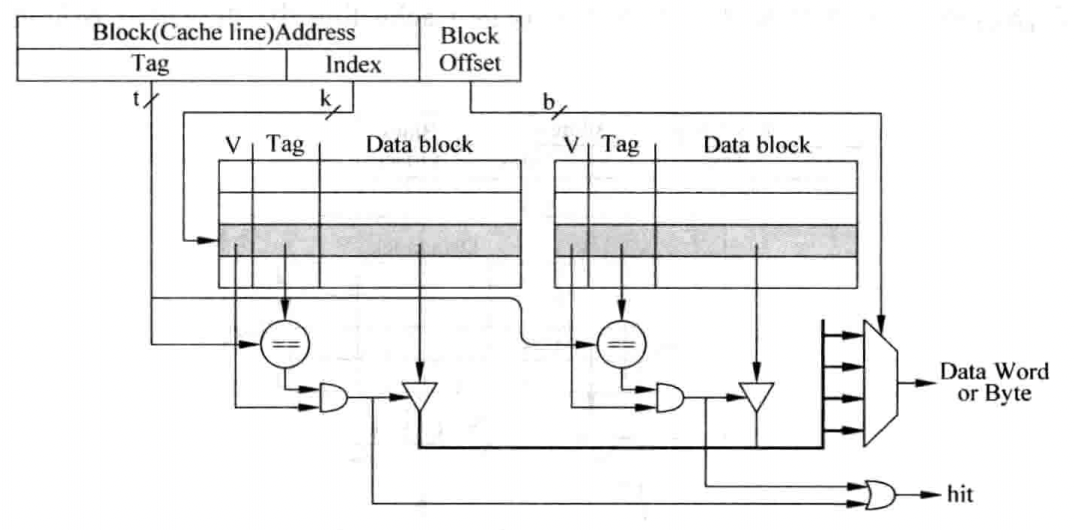 Block(Cache line)Address
Block
Offset
Tag
Index
t
k
b
V
Tag
Data block
V
Tag
Data block
==
==
Data Word
or Byte
hit